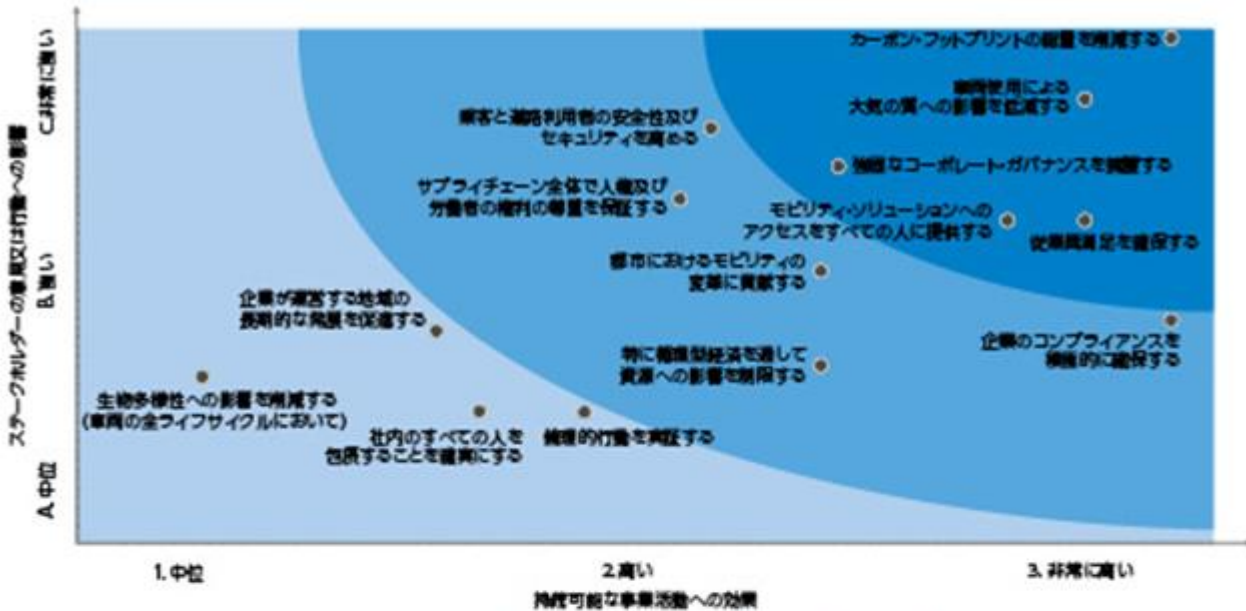 カーボン・フットプリントの総量を削減する
車両使用による
大気の質への影響を低減する
顧客と道路利用者の安全性及び
セキュリティを高める
強固なコーポレート・ガバナンスを
サプライチェーン全体で人権及び
労働者の権利の尊重を保証する
モビリティ・ソリューションへの
アクセスをすべての人に提供する
従業員満足を確保する
都市におけるモビリティの
変革に貢献する
企業が運営する地域の
長期的な発展を促進する
企業のコンプライアンスを
積極的に確保する
特に循環型経済を通して
資源への影響を制限する
生物多様性への影響を削減する
(車両の全ライフサイクルにおいて)
社内のすべての人を
包摂することを確実にする
倫理的行動を実証する
ステークホルダーの意見又は行動への影響
C.非常に強い
B.強い
A.中位
1.中位
2.高い
3.非常に高い
持続可能な事業活動への効果